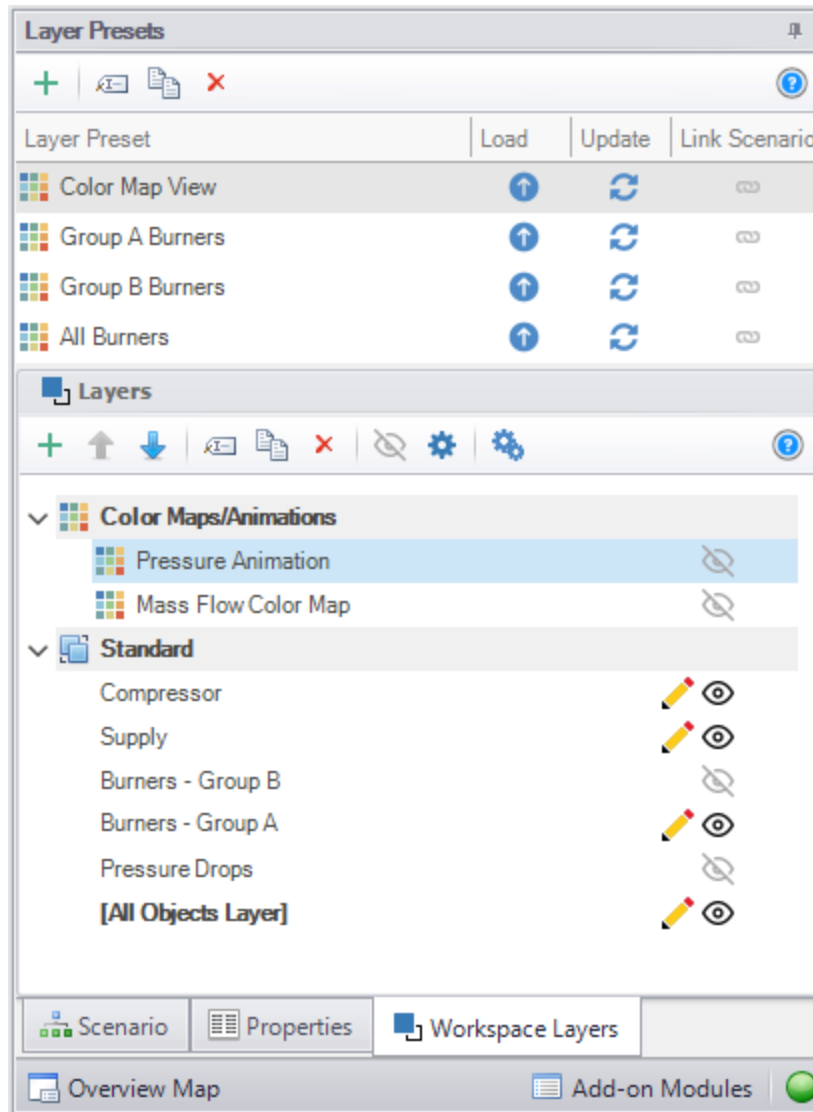 Layer Presets
Layer Preset Load Update Link Scenario
Color Map View
Group A Burners
Group B Burners
All Burners
Layers
Color Maps/Animations
Pressure Animation
Mass Flow Color Map
Standard
Compressor
Supply
Burners - Group B
Burners - Group A
Pressure Drops
[All Objects Layer]
Scenario Properties Workspace Layers
Overview Map Add-on Modules